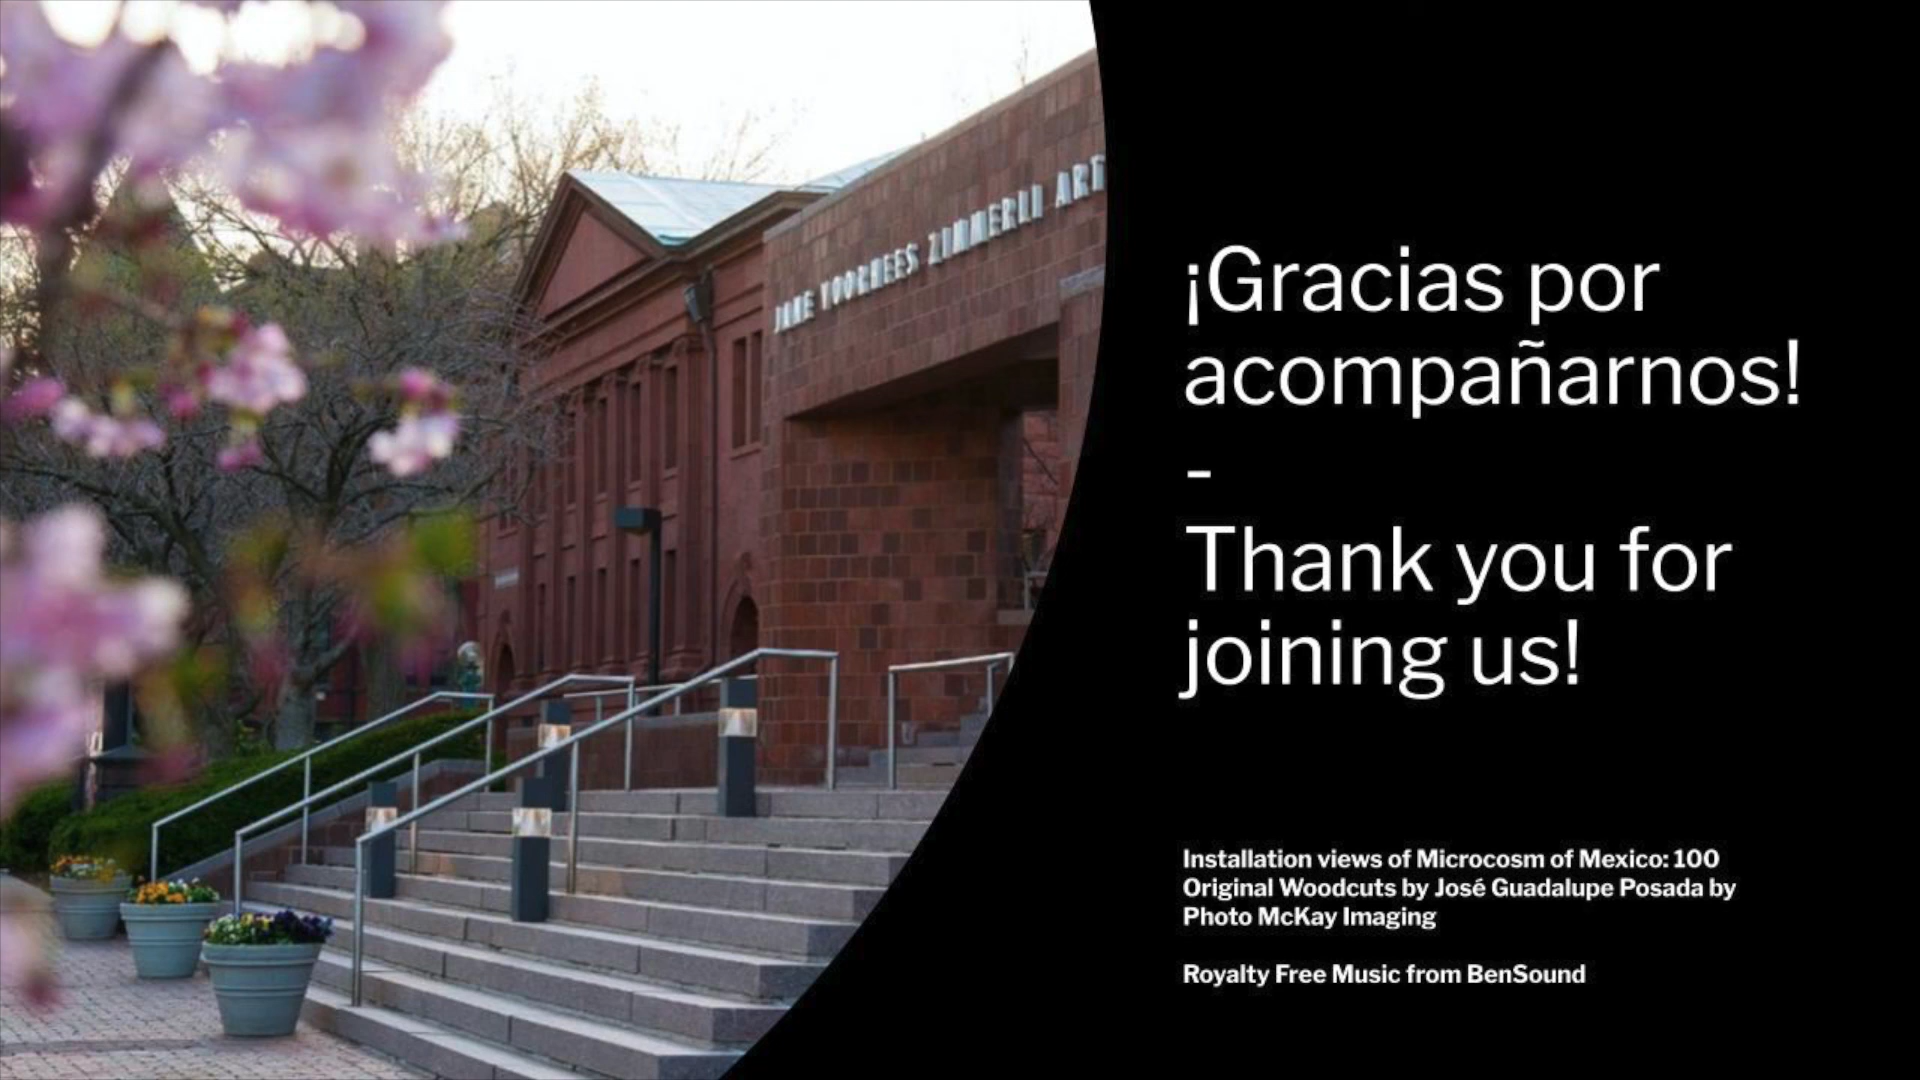 JANE VOORHEES ZIMMERLI ART
¡Gracias por
acompañarnos!
-
Thank you for
joining us!
Installation views of Microcosm of Mexico: 100
Original Woodcuts by José Guadalupe Posada by
Photo McKay Imaging
Royalty Free Music from BenSound